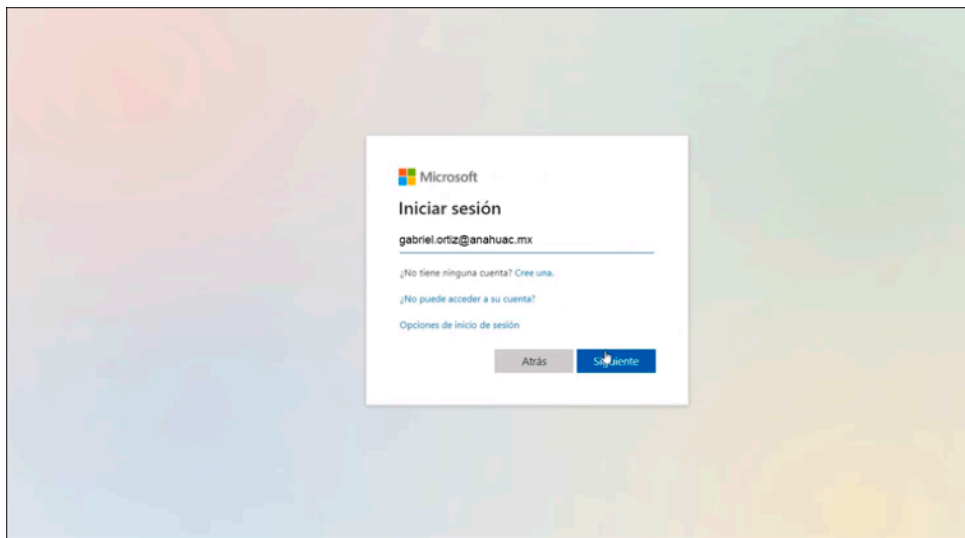 Microsoft
Iniciar sesión
gabriel.ortiz@anahuac.mx
¿No tiene ninguna cuenta? Cree una.
¿No puede acceder a su cuenta?
Opciones de inicio de sesión
Atrás Siguiente